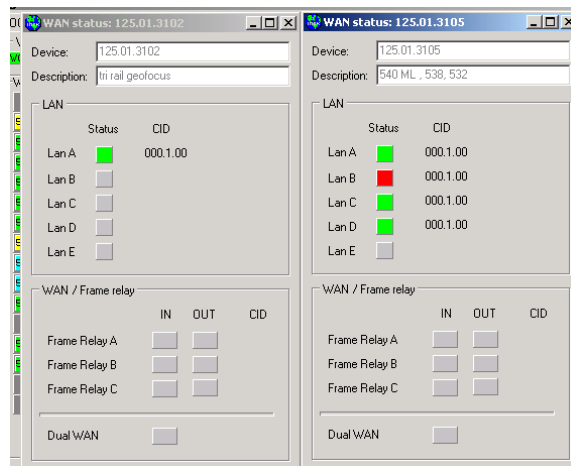 WAN status: 125.01.3102
Device: 125.01.3102
Description: tri rail geofocus
LAN
Status CID
Lan A 000.1.00
Lan B
Lan C
Lan D
Lan E
WAN / Frame relay
IN OUT CID
Frame Relay A
Frame Relay B
Frame Relay C
Dual WAN
WAN status: 125.01.3105
Device: 125.01.3105
Description: 540 ML , 538, 532
LAN
Status CID
Lan A 000.1.00
Lan B 000.1.00
Lan C 000.1.00
Lan D 000.1.00
Lan E
WAN / Frame relay
IN OUT CID
Frame Relay A
Frame Relay B
Frame Relay C
Dual WAN